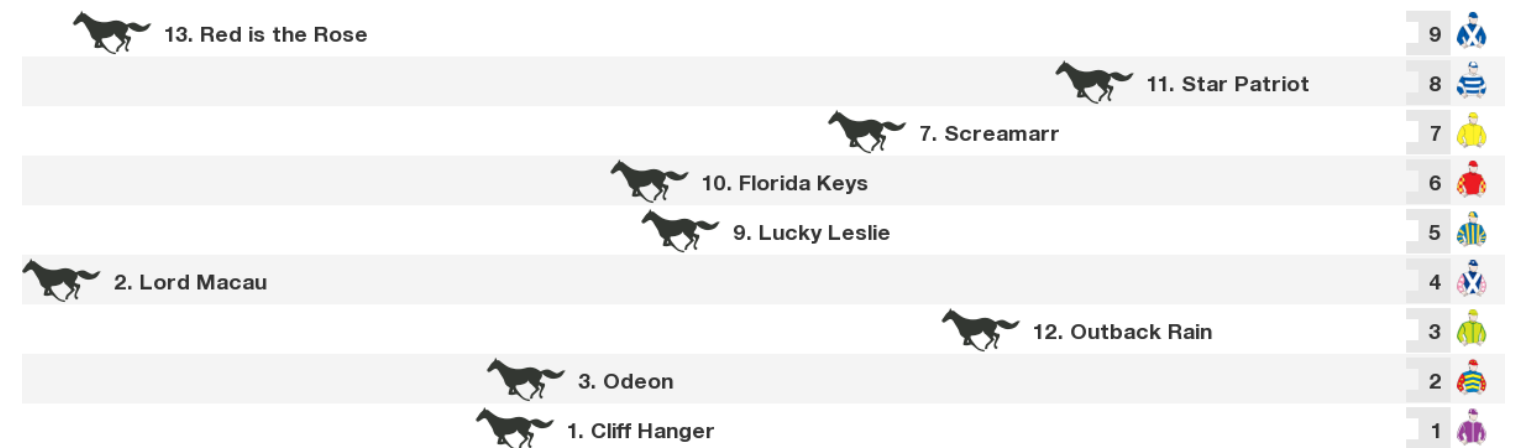 13. Red is the Rose 9
11. Star Patriot 8
7. Screamarr 7
10. Florida Keys 6
9. Lucky Leslie 5
2. Lord Macau 4
12. Outback Rain 3
3. Odeon 2
1. Cliff Hanger 1